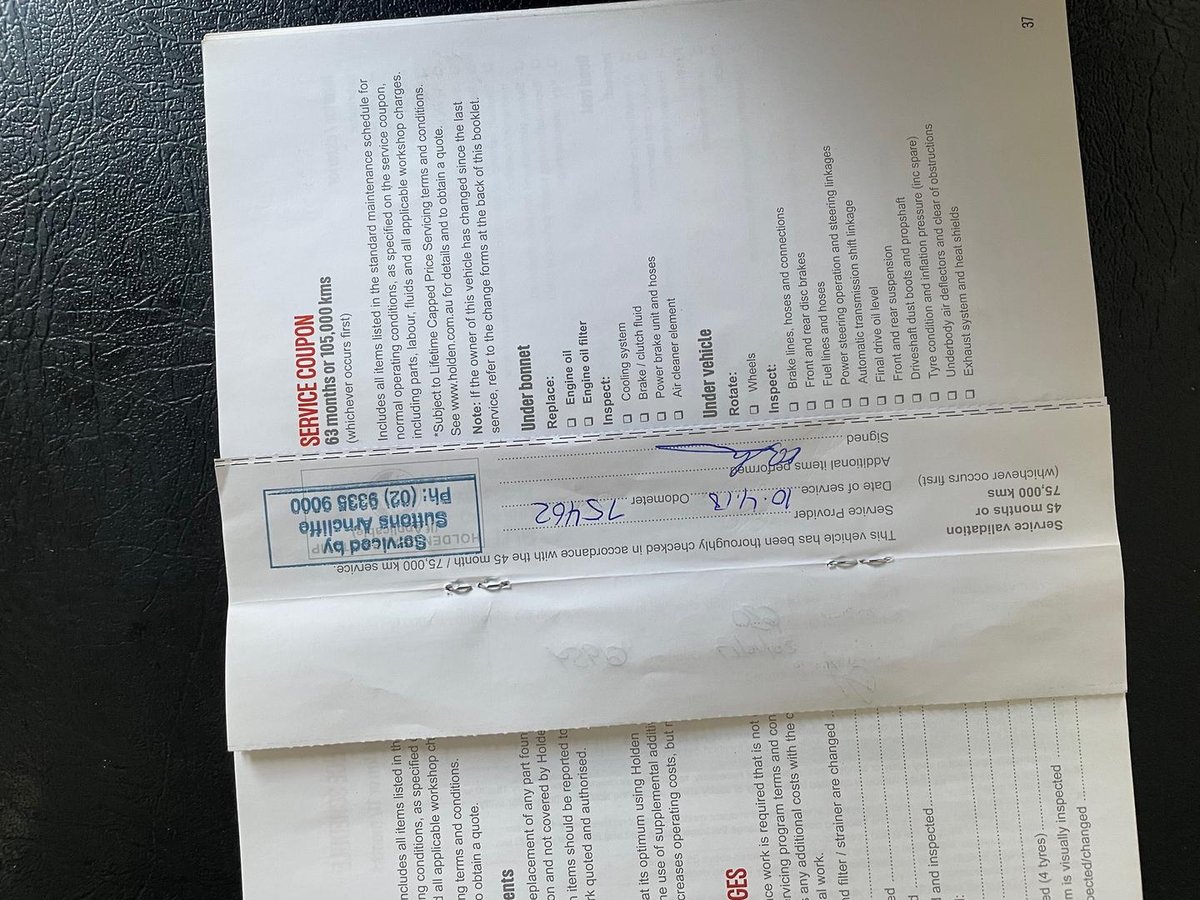 SERVICE COUPON
63 months or 105,000 kms
(whichever occurs first)
Includes all items listed in the standard maintenance schedule for
normal operating conditions, as specified on the service coupon,
including parts, labour, fluids and all applicable workshop charges.
*Subject to Lifetime Capped Price Servicing terms and conditions.
See www.holden.com.au for details and to obtain a quote.
Note: If the owner of this vehicle has changed since the last
service, refer to the change forms at the back of this booklet.
Under bonnet
Replace:
Engine oil
Engine oil filter
Inspect:
Cooling system
Brake / clutch fluid
Power brake unit and hoses
Air cleaner element
Under vehicle
Rotate:
Wheels
Inspect:
Brake lines, hoses and connections
Front and rear disc brakes
Fuel lines and hoses
Power steering operation and steering linkages
Automatic transmission shift linkage
Final drive oil level
Front and rear suspension
Driveshaft dust boots and propshaft
Tyre condition and inflation pressure (inc spare)
Underbody air deflectors and clear of obstructions
Exhaust system and heat shields
37
Service validation
45 months or
75,000 kms
(whichever occurs first)
This vehicle has been thoroughly checked in accordance with the 45 month / 75,000 km service.
Service Provider
Date of service 10.4.18 Odometer 75462
Additional items performed
Signed
HOLDEN
Serviced by
Suttons Arncliffe
Ph: (02) 9335 9000
ncludes all items listed in th
ng conditions, as specified
d all applicable workshop ch
ng terms and conditions.
o obtain a quote.
ents
eplacement of any part foun
on and not covered by Holde
n items should be reported to
rk quoted and authorised.
at its optimum using Holden
he use of supplemental additi
creases operating costs, but
GES
ce work is required that is not
ervicing program terms and con
s any additional costs with the c
al work.
nd filter / strainer are changed
ed
d and inspected
ed (4 tyres)
m is visually inspected
pected/changed